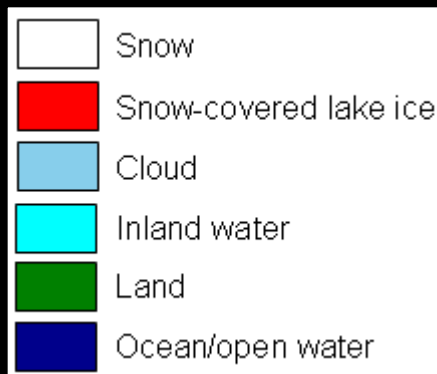 Snow
Snow-covered lake ice
Cloud
Inland water
Land
Ocean/open water